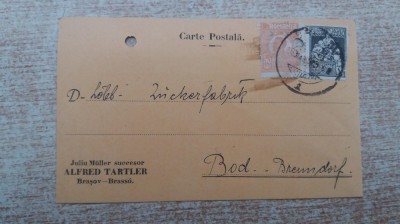 Carte Postală.
D- Löbl. Zuckerfabrik
Julio Müller succesor
ALFRED TARTLER
Brașov—Brassó.
Bod. Brenndorf.